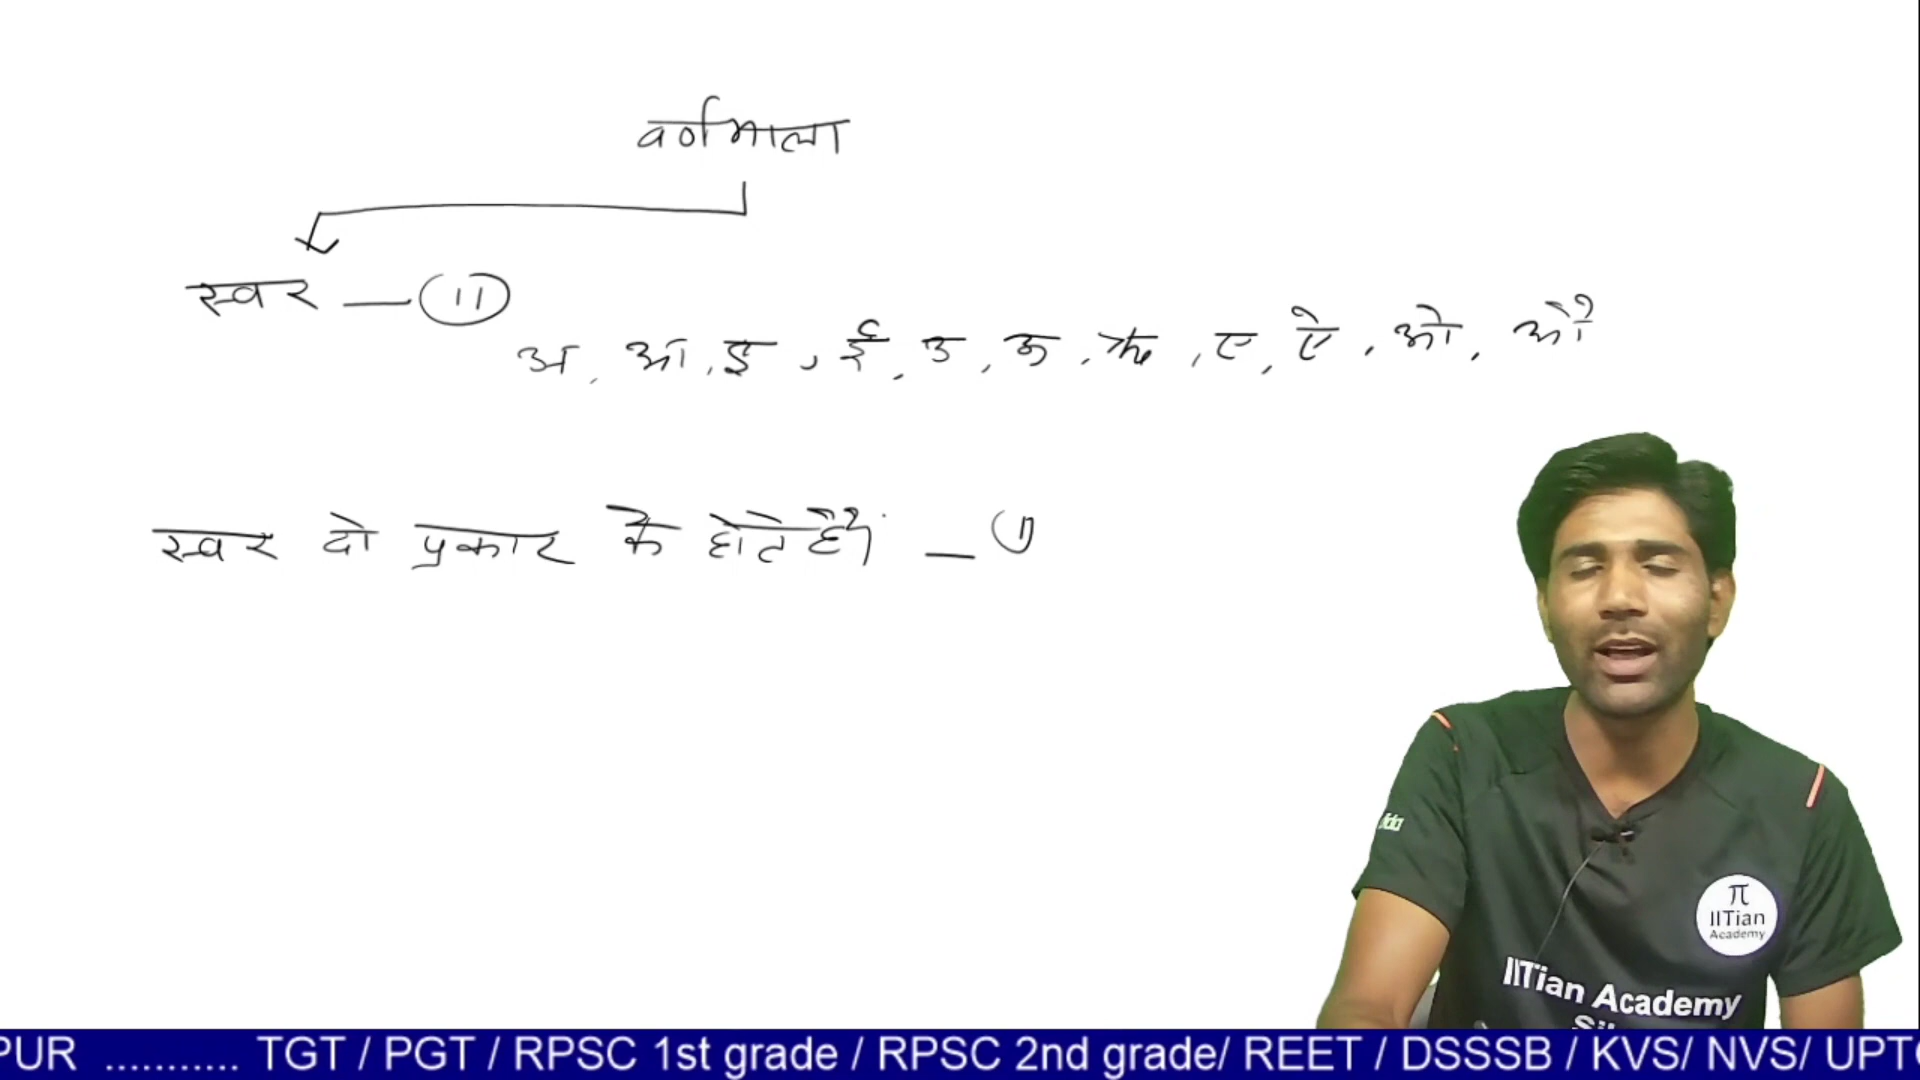 वर्णमाला
स्वर — 11
अ, आ, इ, ई, उ, ऊ, ऋ, ए, ऐ, ओ, औ
स्वर दो प्रकार के होते हैं। — 1)
π
IITian
Academy
IITian Academy
PUR ........... TGT / PGT / RPSC 1st grade / RPSC 2nd grade/ REET / DSSSB / KVS/ NVS/ UPT